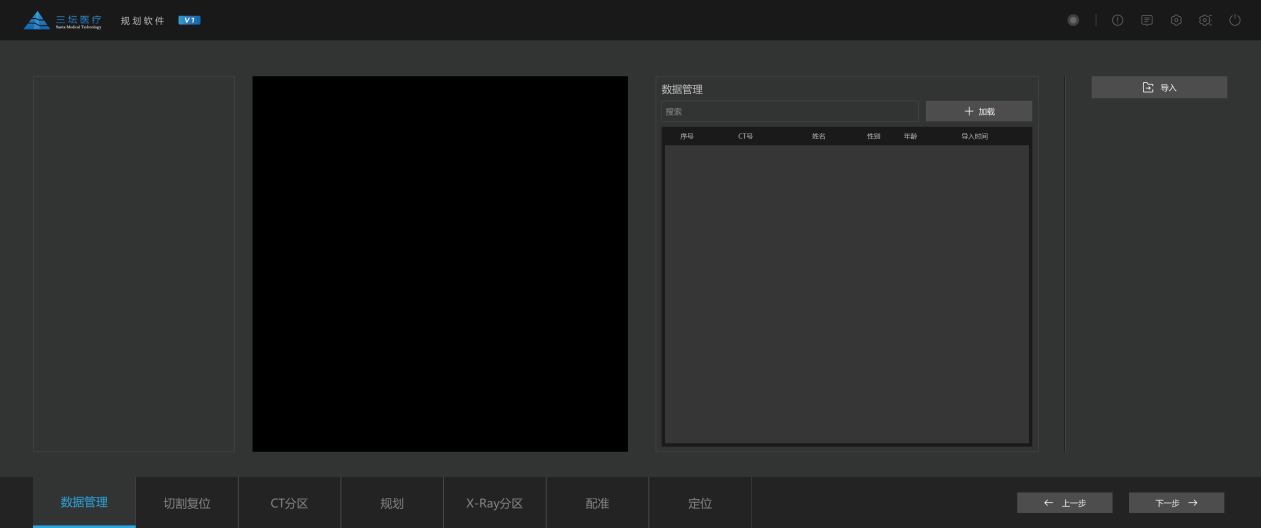 三坛医疗
Santa Medical Technology
规划软件 V1
数据管理
搜索
加载
导入
序号 CT号 姓名 性别 年龄 导入时间
数据管理 切割复位 CT分区 规划 X-Ray分区 配准 定位
上一步 下一步